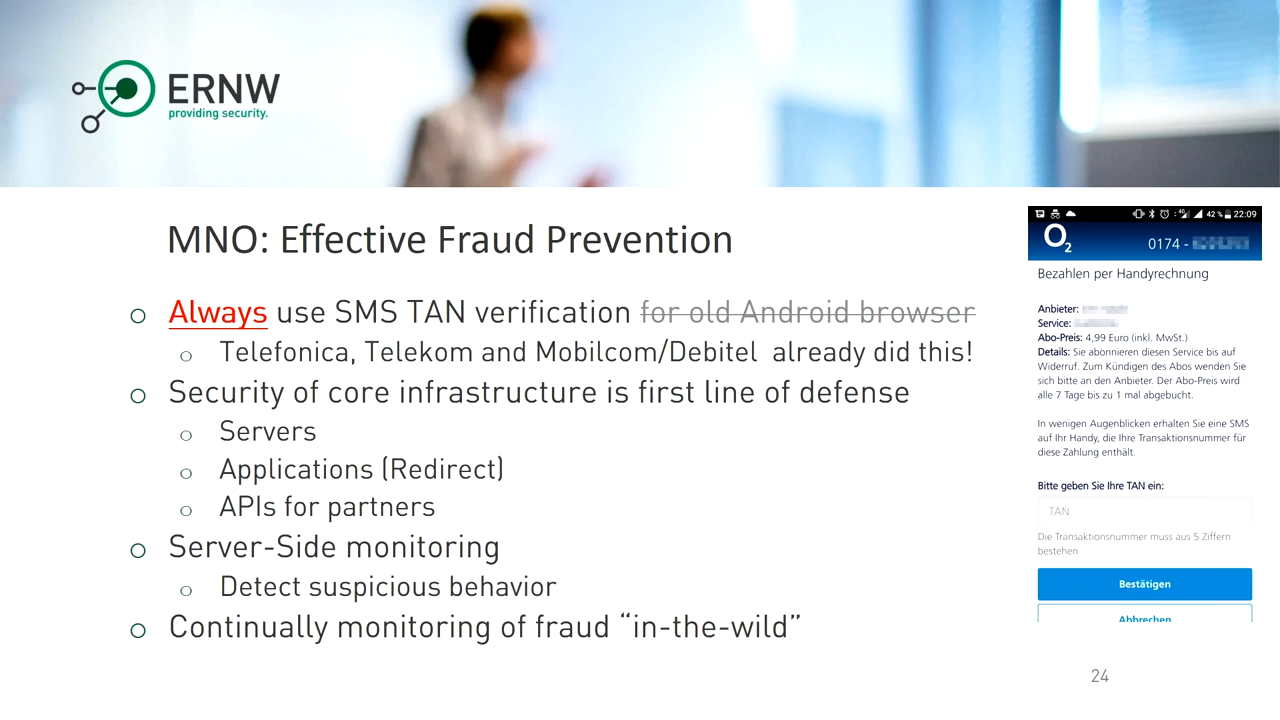 ERNW
providing security.
MNO: Effective Fraud Prevention
Always use SMS TAN verification for old Android browser
Telefonica, Telekom and Mobilcom/Debitel already did this!
Security of core infrastructure is first line of defense
Servers
Applications (Redirect)
APIs for partners
Server-Side monitoring
Detect suspicious behavior
Continually monitoring of fraud “in-the-wild”
4G 42 % 22:09
O2 0174 -
Bezahlen per Handyrechnung
Anbieter:
Service:
Abo-Preis: 4,99 Euro (inkl. MwSt.)
Details: Sie abonnieren diesen Service bis auf
Widerruf. Zum Kündigen des Abos wenden Sie
sich bitte an den Anbieter. Der Abo-Preis wird
alle 7 Tage bis zu 1 mal abgebucht.
In wenigen Augenblicken erhalten Sie eine SMS
auf Ihr Handy, die Ihre Transaktionsnummer für
diese Zahlung enthält.
Bitte geben Sie Ihre TAN ein:
TAN
Die Transaktionsnummer muss aus 5 Ziffern
bestehen
Bestätigen
Abbrechen
24